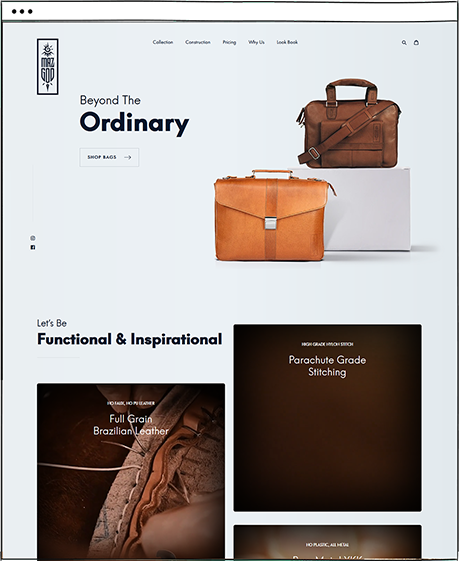 MAZ
GOD
Collection
Construction
Pricing
Why Us
Look Book
Beyond The
Ordinary
SHOP BAGS
Let's Be
Functional & Inspirational
HIGH GRADE NYLON STITCH
Parachute Grade
Stitching
NO FAUX, NO PU LEATHER
Full Grain
Brazilian Leather
NO PLASTIC, ALL METAL